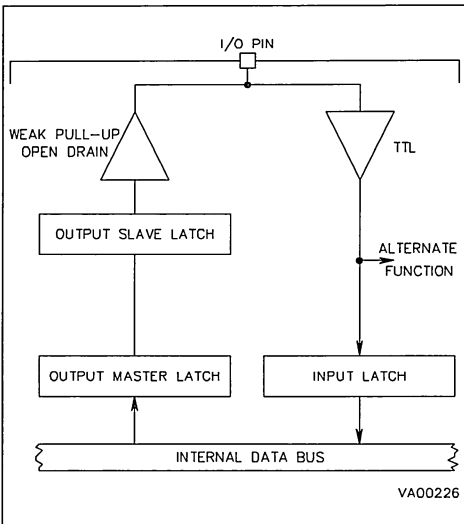 I/O PIN
WEAK PULL-UP
OPEN DRAIN
TTL
OUTPUT SLAVE LATCH
ALTERNATE
FUNCTION
OUTPUT MASTER LATCH
INPUT LATCH
INTERNAL DATA BUS
VA00226